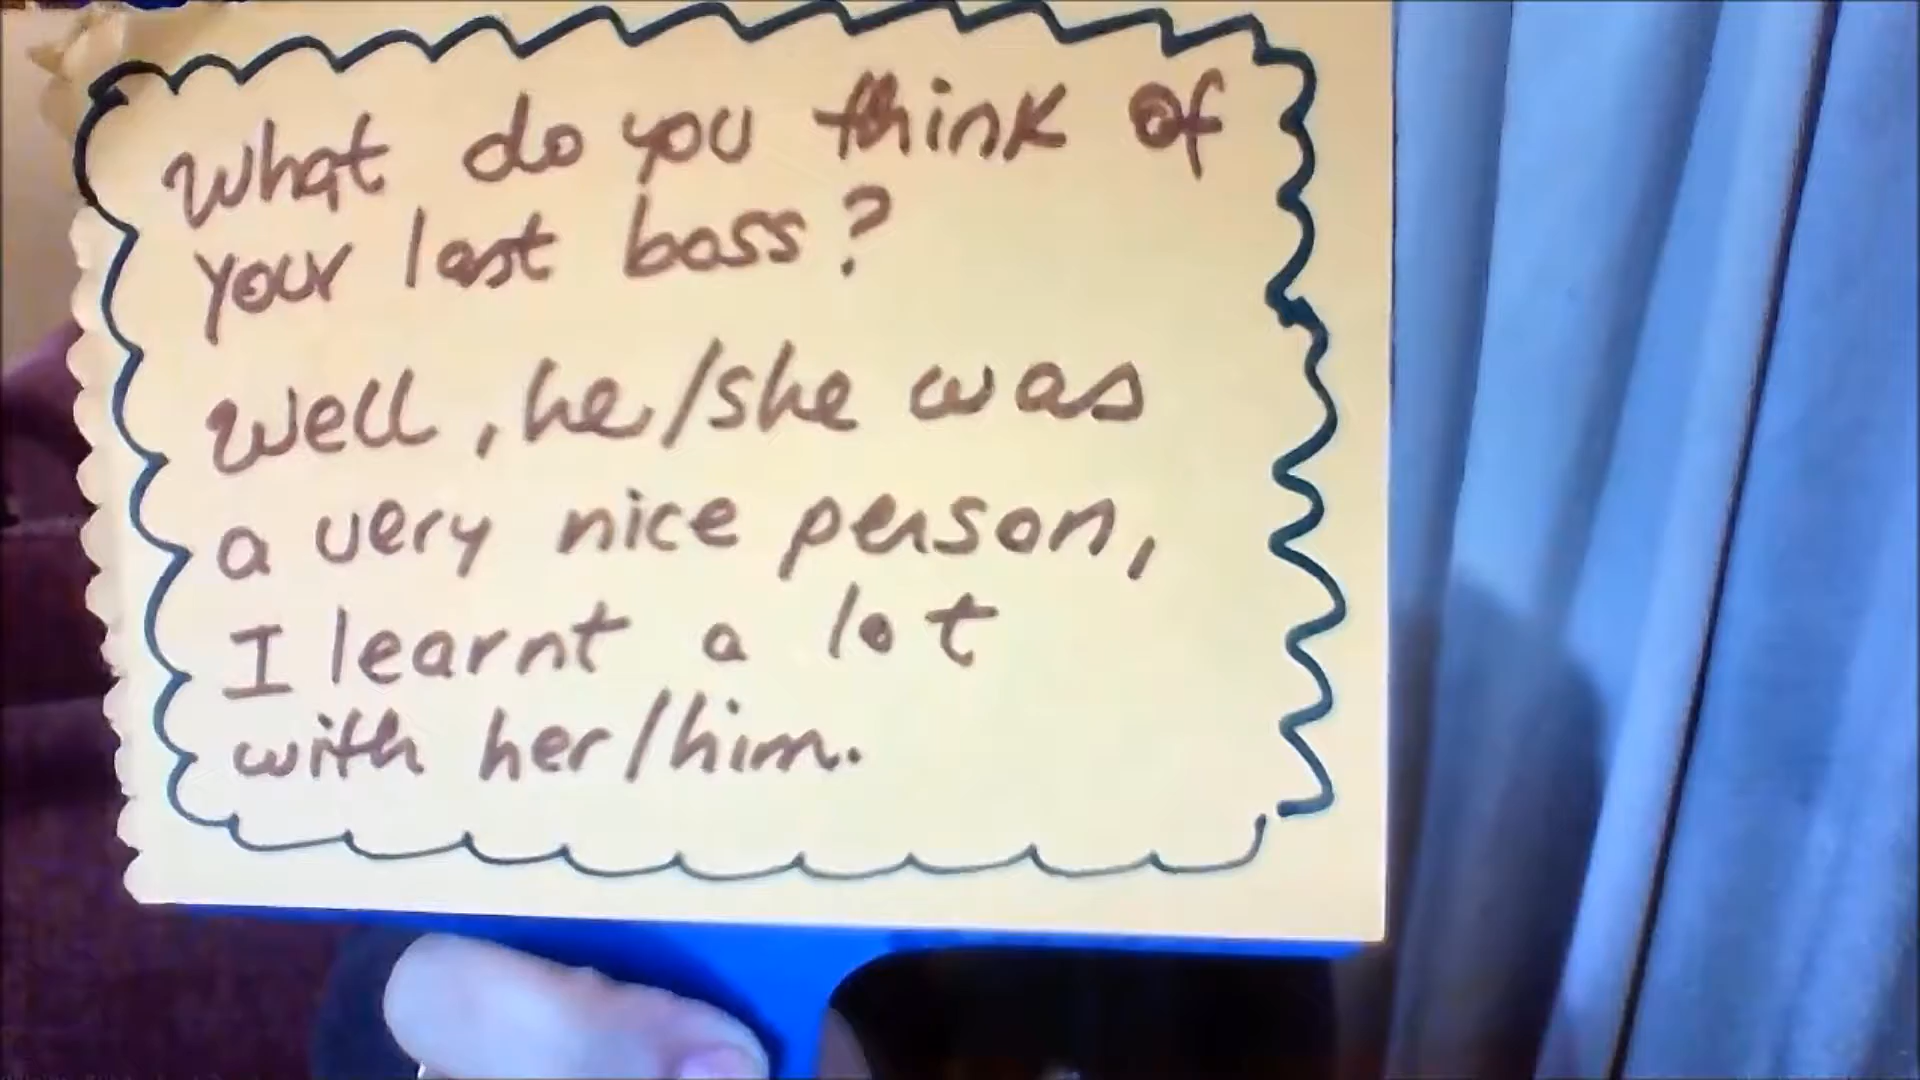 What do you think of
your last boss?
Well, he/she was
a very nice person,
I learnt a lot
with her/him.